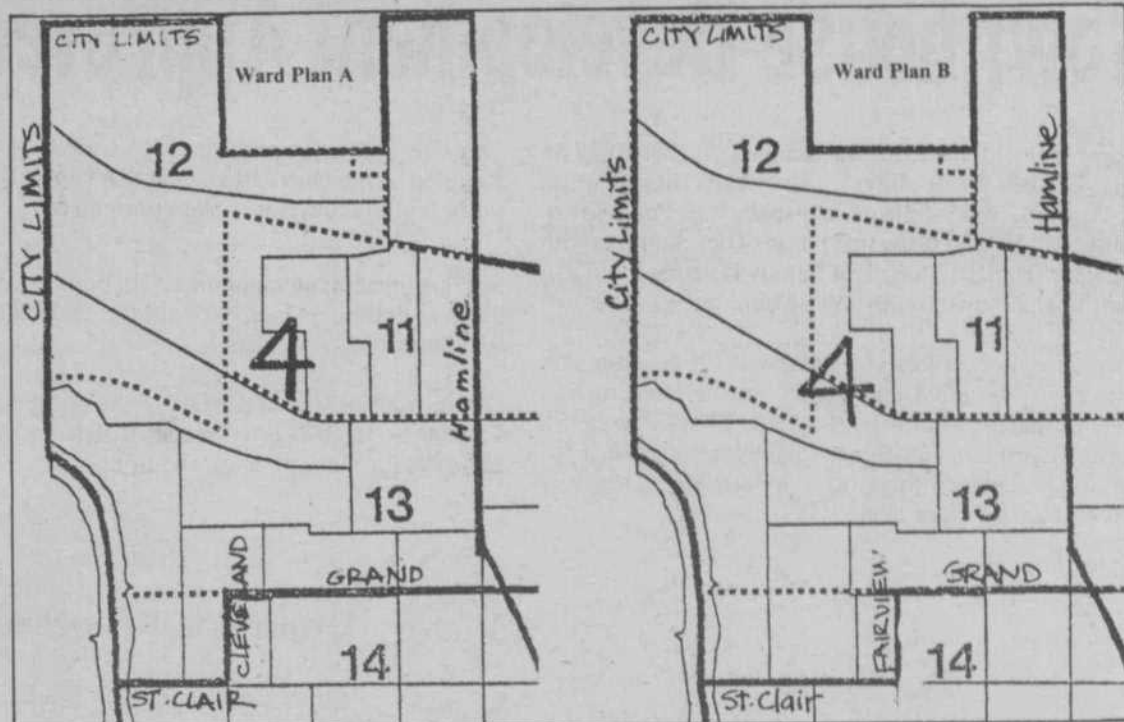 CITY LIMITS
Ward Plan A
CITY LIMITS
12
4
11
Hamline
13
CLEVELAND
GRAND
14
ST. CLAIR
CITY LIMITS
Ward Plan B
Hamline
City Limits
12
4
11
13
FAIRVIEW
GRAND
14
St. Clair